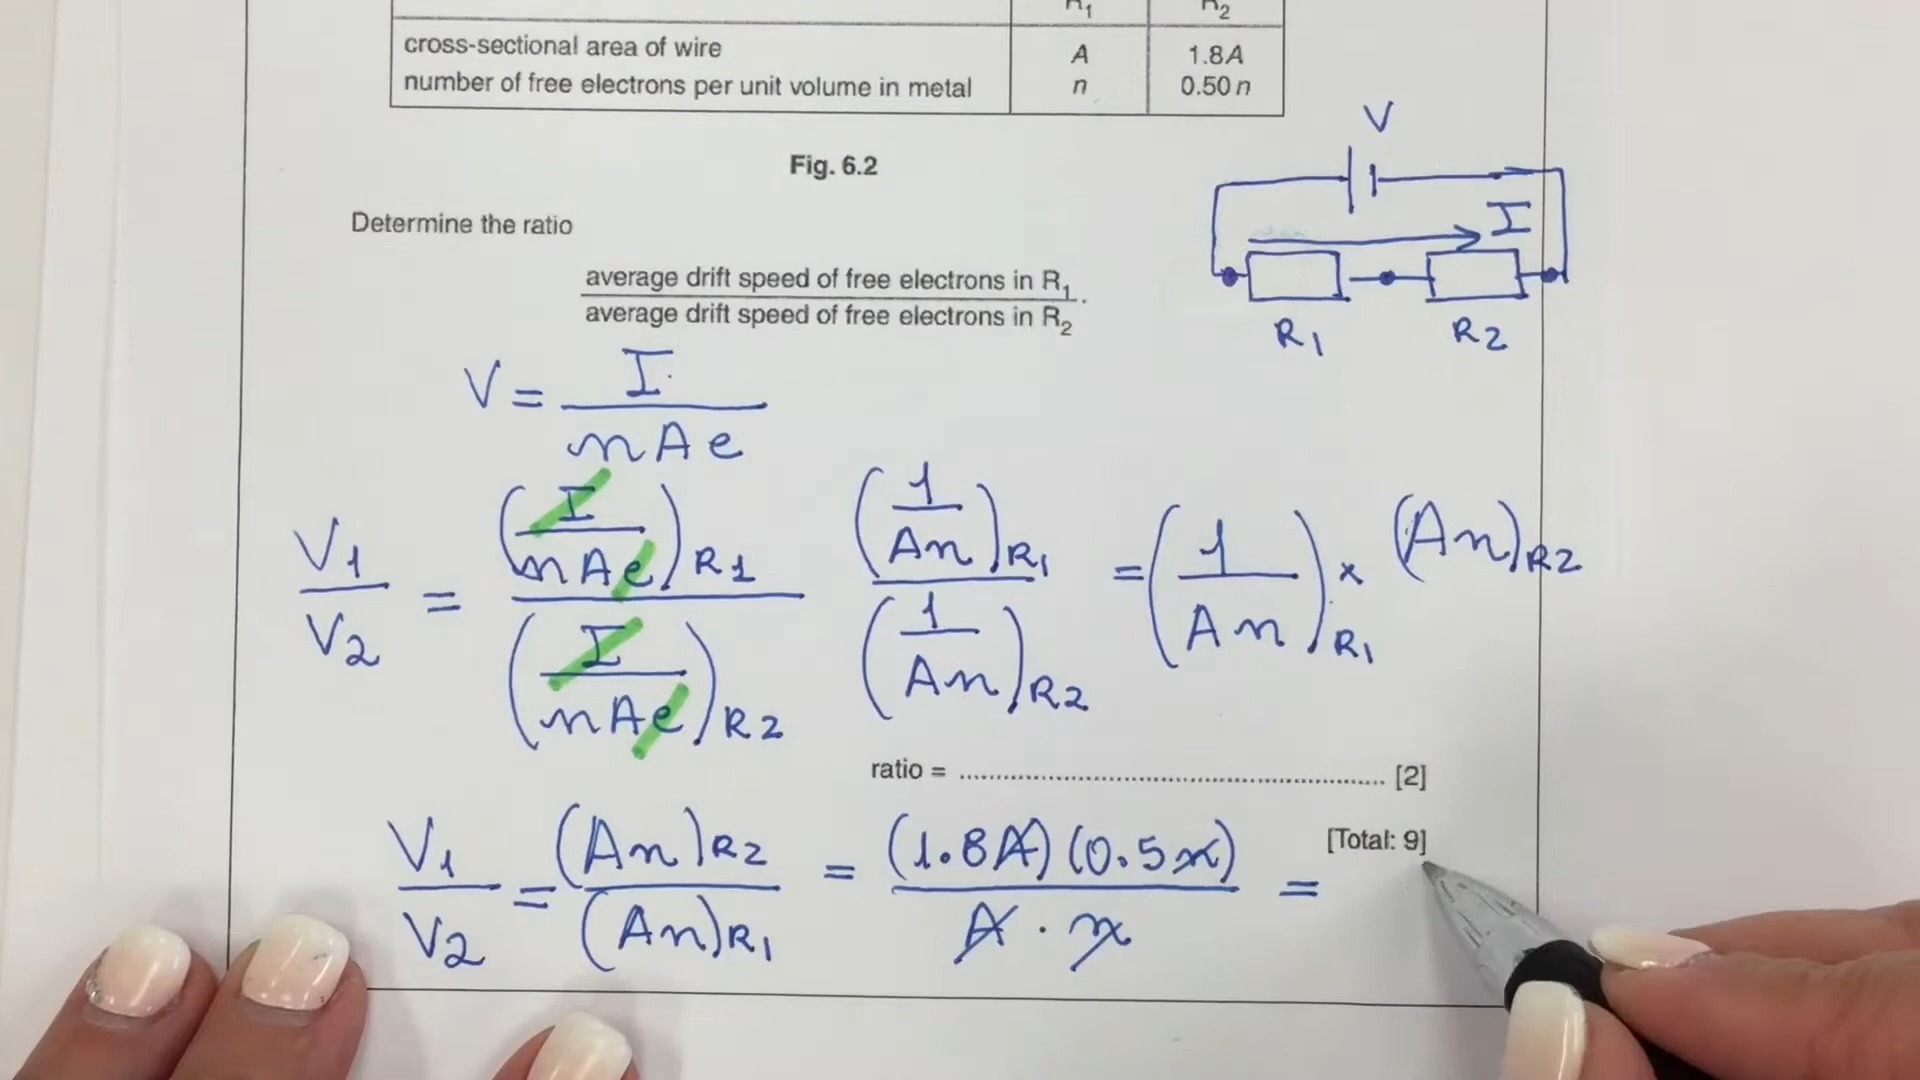 R1 R2
cross-sectional area of wire A 1.8A
number of free electrons per unit volume in metal n 0.50n
V
Fig. 6.2
I
Determine the ratio
average drift speed of free electrons in R1
average drift speed of free electrons in R2 .
R1 R2
V = I / nAe
V1 / V2 = (I / nAe)R1 / (I / nAe)R2 (1 / An)R1 / (1 / An)R2 = (1 / An)R1 x (An)R2
ratio = ........................................................... [2]
[Total: 9]
V1 / V2 = (An)R2 / (An)R1 = (1.8A)(0.5n) / A · n =